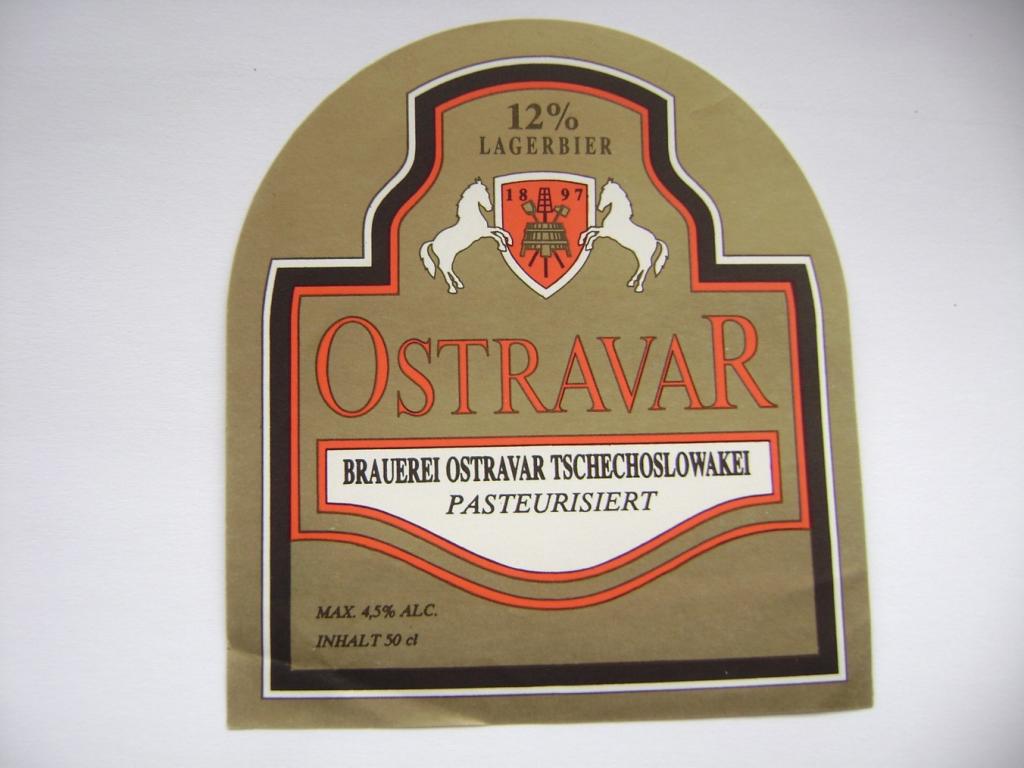 12%
LAGERBIER
1897
OSTRAVAR
BRAUEREI OSTRAVAR TSCHECHOSLOWAKEI
PASTEURISIERT
MAX. 4,5% ALC.
INHALT 50 cl